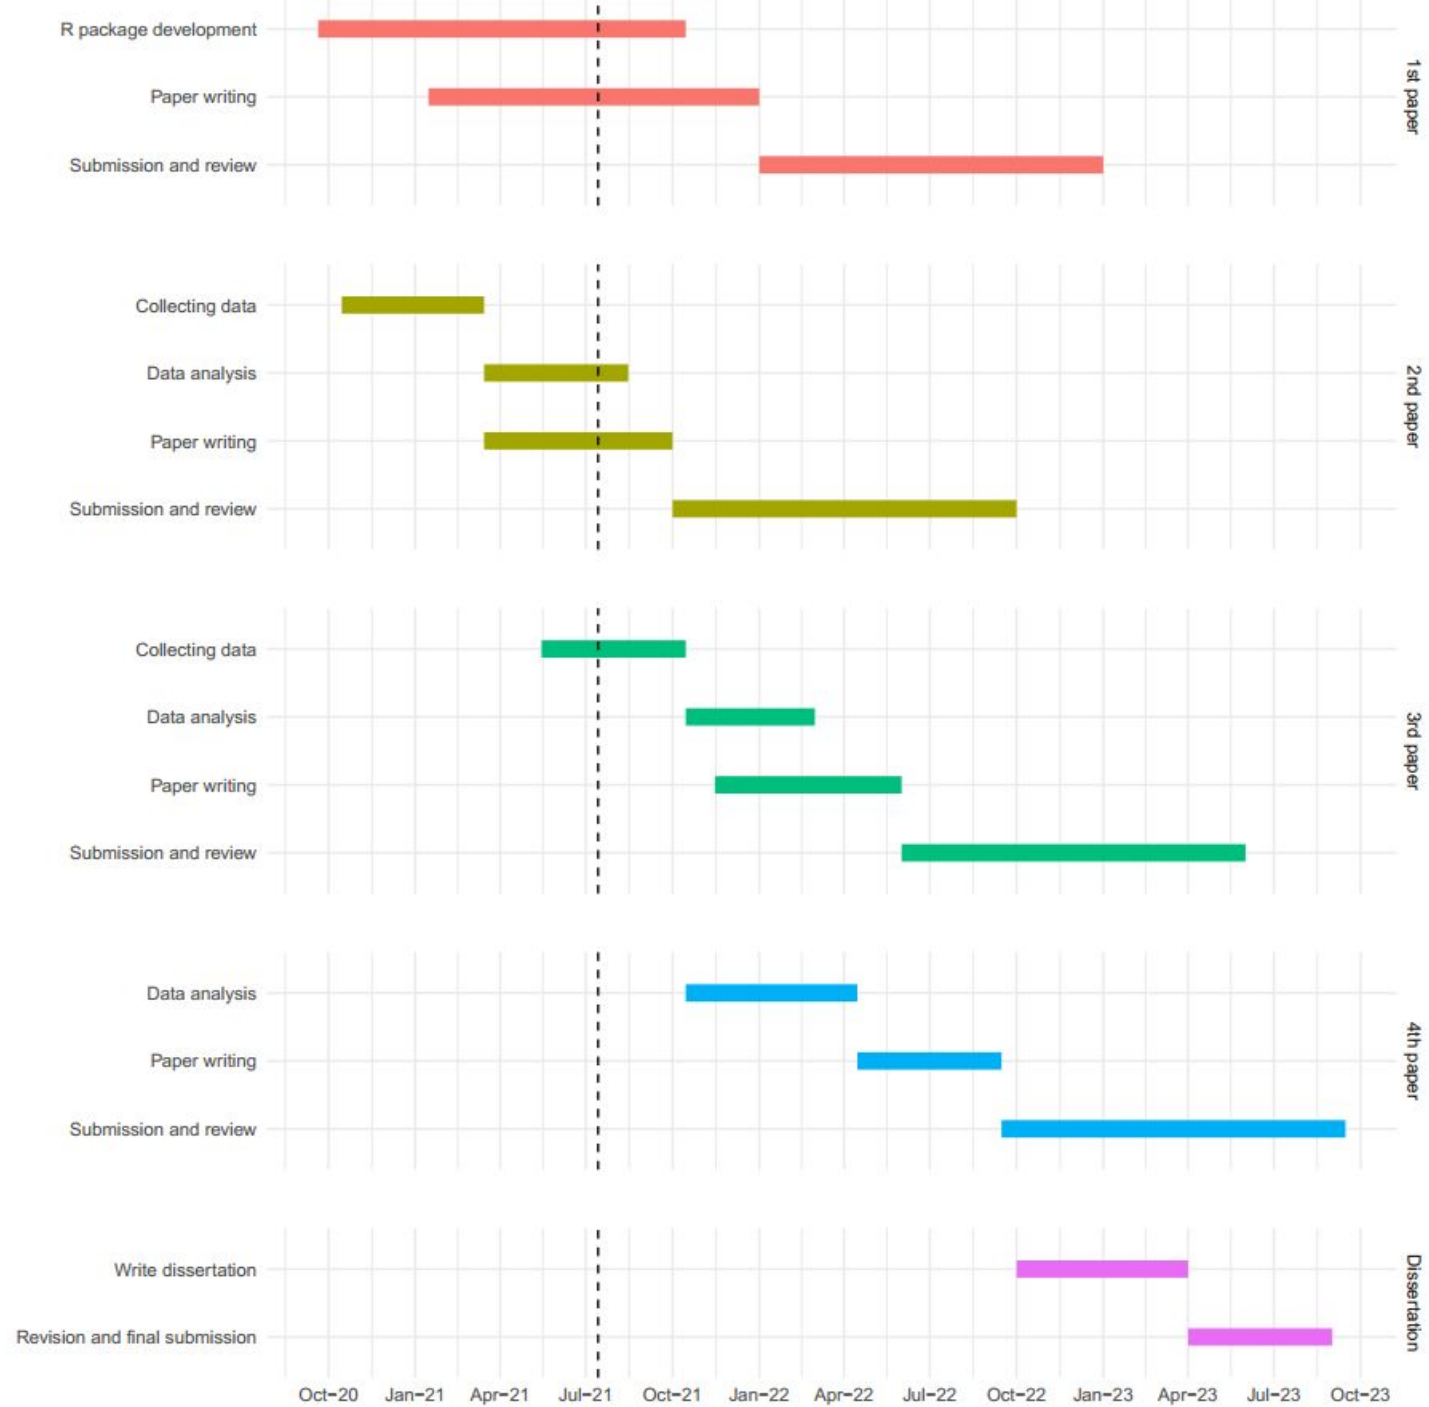 R package development
Paper writing
Submission and review
1st paper
Collecting data
Data analysis
Paper writing
Submission and review
2nd paper
Collecting data
Data analysis
Paper writing
Submission and review
3rd paper
Data analysis
Paper writing
Submission and review
4th paper
Write dissertation
Revision and final submission
Dissertation
Oct−20 Jan−21 Apr−21 Jul−21 Oct−21 Jan−22 Apr−22 Jul−22 Oct−22 Jan−23 Apr−23 Jul−23 Oct−23